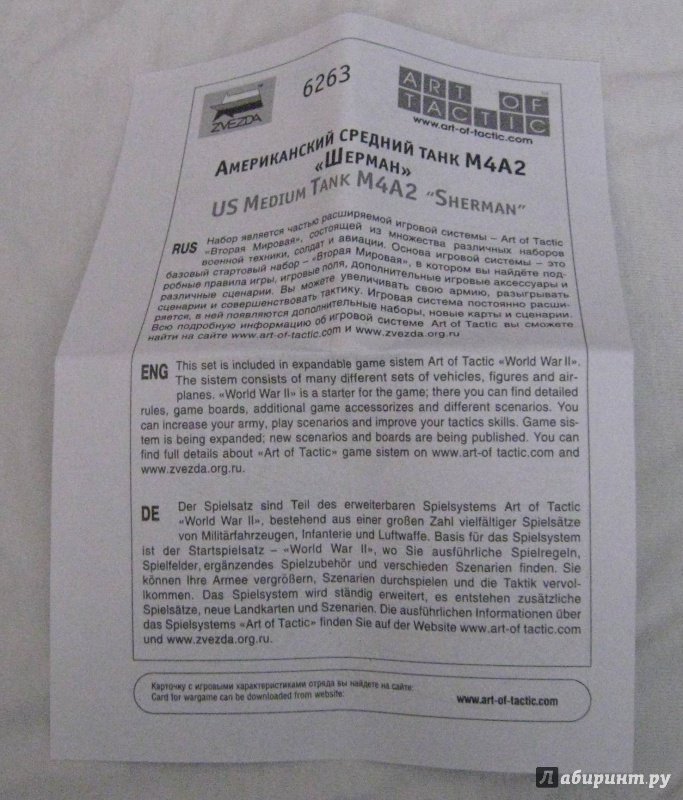 ZVEZDA
6263
ART OF
TACTIC
www.art-of-tactic.com
Американский средний танк М4А2
«Шерман»
US Medium Tank M4A2 "Sherman"
RUS Набор является частью расширяемой игровой системы – Art of Tactic
«Вторая Мировая», состоящей из множества различных наборов
военной техники, солдат и авиации. Основа игровой системы – это
базовый стартовый набор – «Вторая Мировая», в котором вы найдёте под-
робные правила игры, игровые поля, дополнительные игровые аксессуары и
различные сценарии. Вы можете увеличивать свою армию, разыгрывать
сценарии и совершенствовать тактику. Игровая система постоянно расши-
ряется, в ней появляются дополнительные наборы, новые карты и сценарии.
Всю подробную информацию об игровой системе Art of Tactic вы сможете
найти на сайте www.art-of-tactic.com и www.zvezda.org.ru
ENG This set is included in expandable game sistem Art of Tactic «World War II».
The sistem consists of many different sets of vehicles, figures and air-
planes. «World War II» is a starter for the game; there you can find detailed
rules, game boards, additional game accessorizes and different scenarios. You
can increase your army, play scenarios and improve your tactics skills. Game sis-
tem is being expanded; new scenarios and boards are being published. You can
find full details about «Art of Tactic» game sistem on www.art-of tactic.com and
www.zvezda.org.ru.
DE Der Spielsatz sind Teil des erweiterbaren Spielsystems Art of Tactic
«World War II», bestehend aus einer großen Zahl vielfältiger Spielsätze
von Militärfahrzeugen, Infanterie und Luftwaffe. Basis für das Spielsystem
ist der Startspielsatz – «World War II», wo Sie ausführliche Spielregeln,
Spielfelder, ergänzendes Spielzubehör und verschieden Szenarien finden. Sie
können Ihre Armee vergrößern, Szenarien durchspielen und die Taktik vervol-
lkommen. Das Spielsystem wird ständig erweitert, es entstehen zusätzliche
Spielsätze, neue Landkarten und Szenarien. Die ausführlichen Informationen über
das Spielsystems «Art of Tactic» finden Sie auf der Website www.art-of tactic.com
und www.zvezda.org.ru.
Карточку с игровыми характеристиками отряда вы найдете на сайте:
Card for wargame can be downloaded from website:
www.art-of-tactic.com
Лабиринт.ру